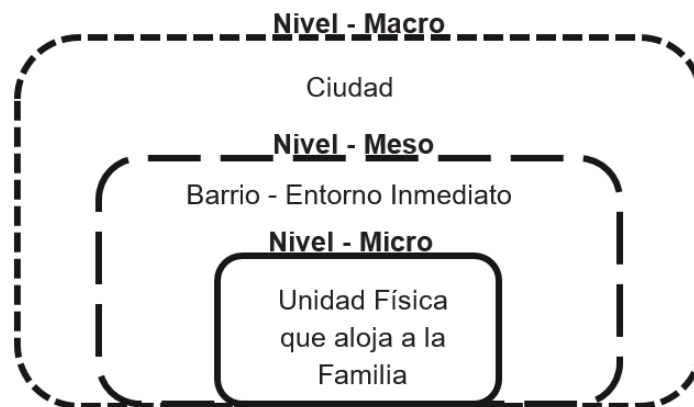 Nivel - Macro
Ciudad
Nivel - Meso
Barrio - Entorno Inmediato
Nivel - Micro
Unidad Física
que aloja a la
Familia